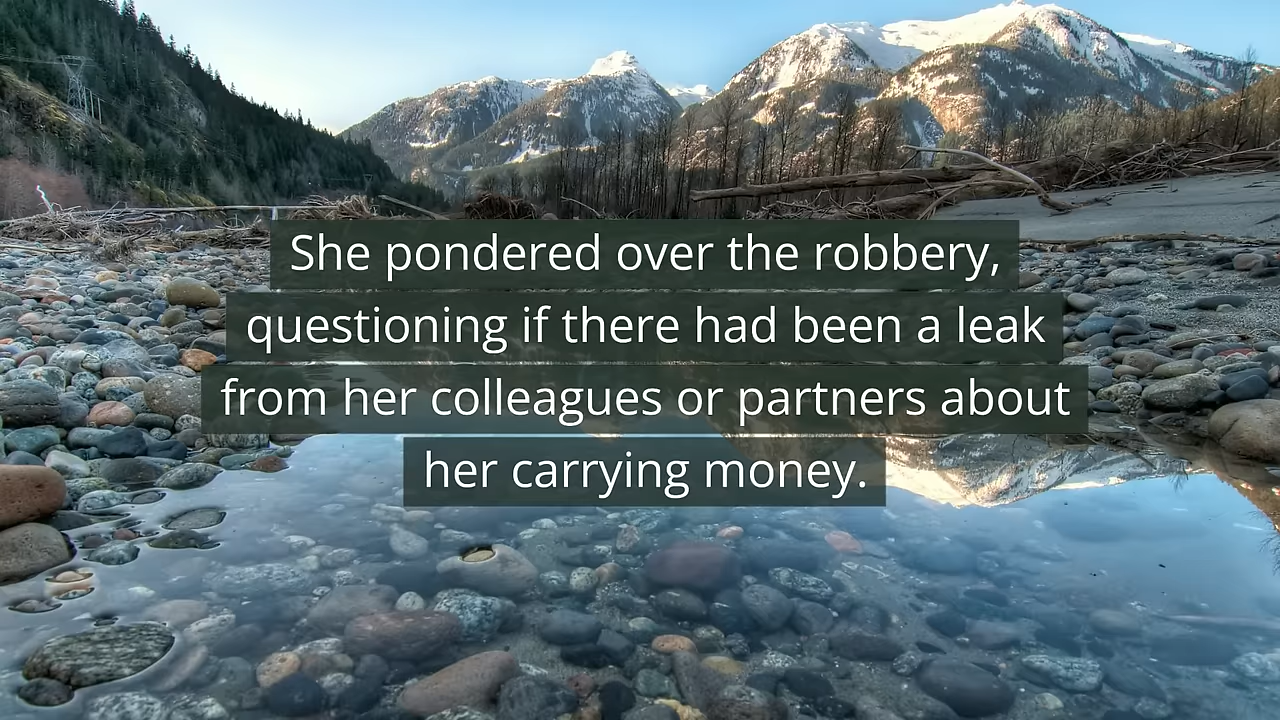 She pondered over the robbery,
questioning if there had been a leak
from her colleagues or partners about
her carrying money.